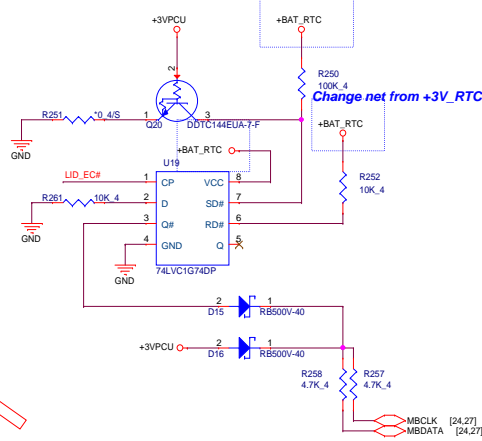 +3VPCU
+BAT_RTC
2
R250
100K_4
Change net from +3V_RTC
R251
*0_4/S
1
3
Q20
DDTC144EUA-7-F
+BAT_RTC
GND
+BAT_RTC
U19
R252
10K_4
LID_EC#
1
CP
VCC
8
R261
10K_4
2
D
SD#
7
3
Q#
RD#
6
GND
4
GND
Q
5
GND
74LVC1G74DP
2
1
D15
RB500V-40
+3VPCU
2
1
D16
RB500V-40
R258
4.7K_4
R257
4.7K_4
MBCLK [24,27]
MBDATA [24,27]